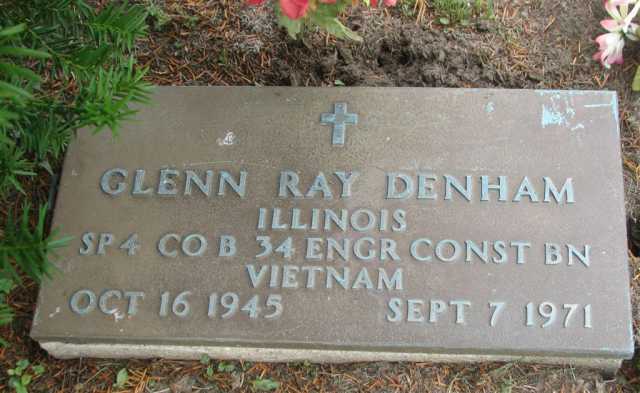 GLENN RAY DENHAM
ILLINOIS
SP4 CO B 34 ENGR CONST BN
VIETNAM
OCT 16 1945 SEPT 7 1971